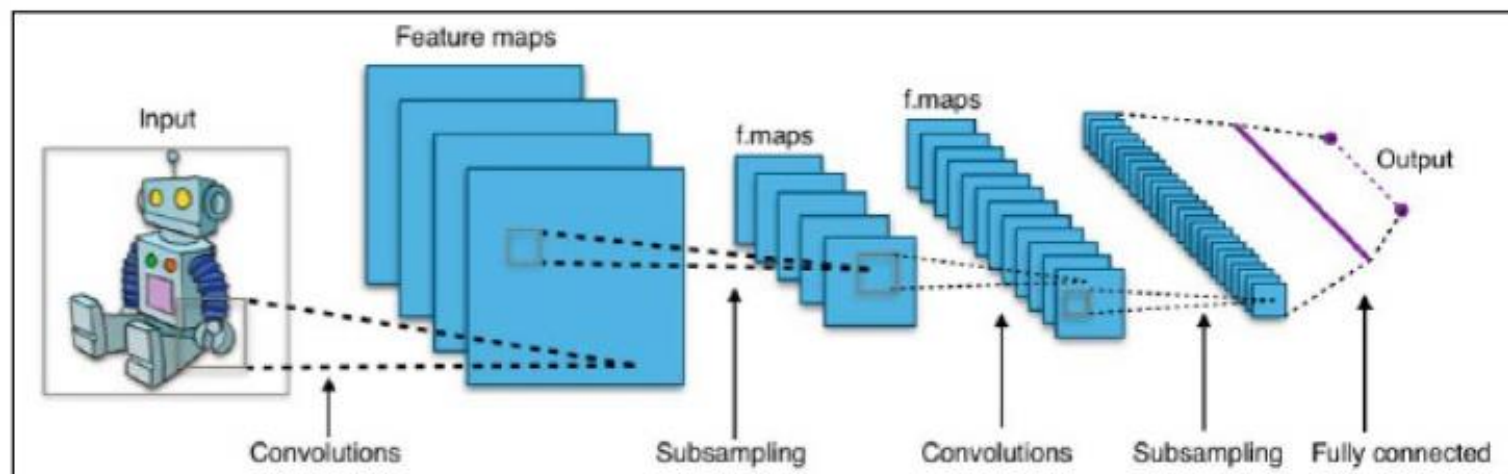 Feature maps
Input
f.maps
f.maps
Output
Convolutions
Subsampling
Convolutions
Subsampling
Fully connected